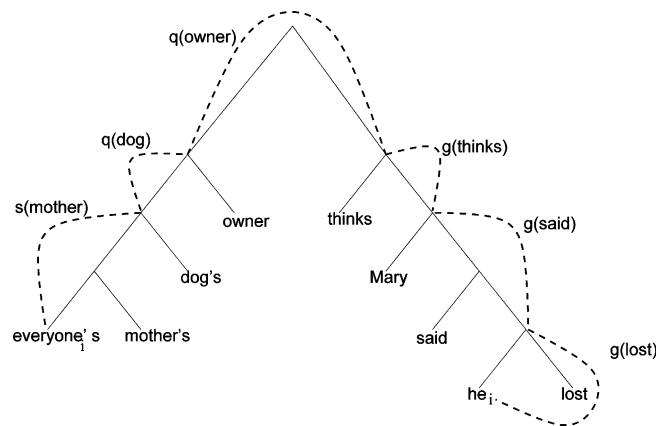 q(owner)
q(dog)
g(thinks)
s(mother)
owner
thinks
g(said)
dog's
Mary
everyone's
i
mother's
said
g(lost)
he i
lost